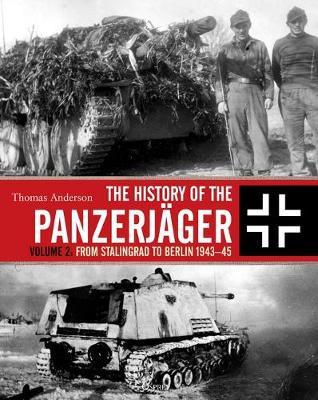 Thomas Anderson
THE HISTORY OF THE
PANZERJÄGER
VOLUME 2: FROM STALINGRAD TO BERLIN 1943–45
OSPREY